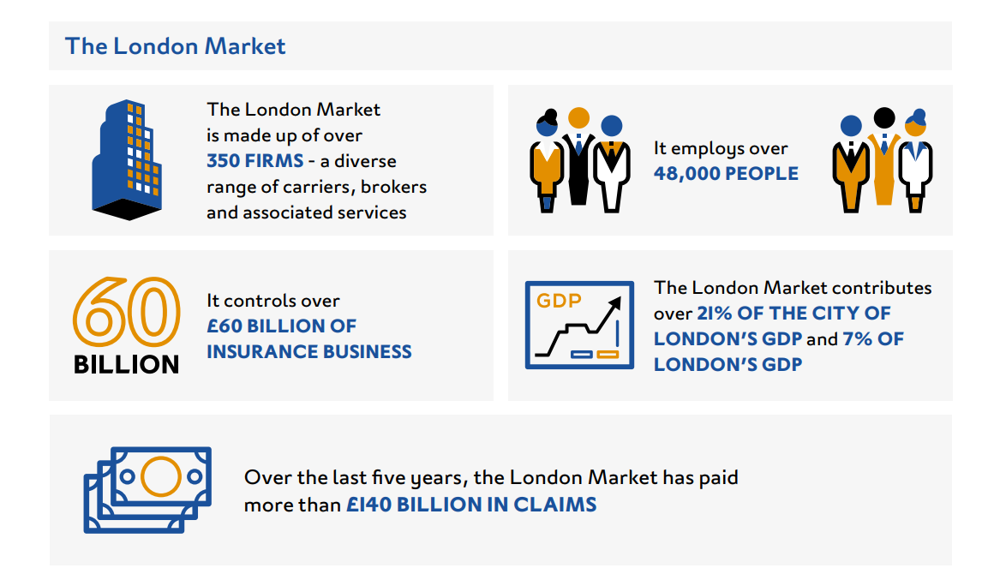 The London Market
The London Market
is made up of over
350 FIRMS - a diverse
range of carriers, brokers
and associated services
It employs over
48,000 PEOPLE
60
BILLION
It controls over
£60 BILLION OF
INSURANCE BUSINESS
GDP
The London Market contributes
over 21% OF THE CITY OF
LONDON'S GDP and 7% OF
LONDON'S GDP
Over the last five years, the London Market has paid
more than £140 BILLION IN CLAIMS